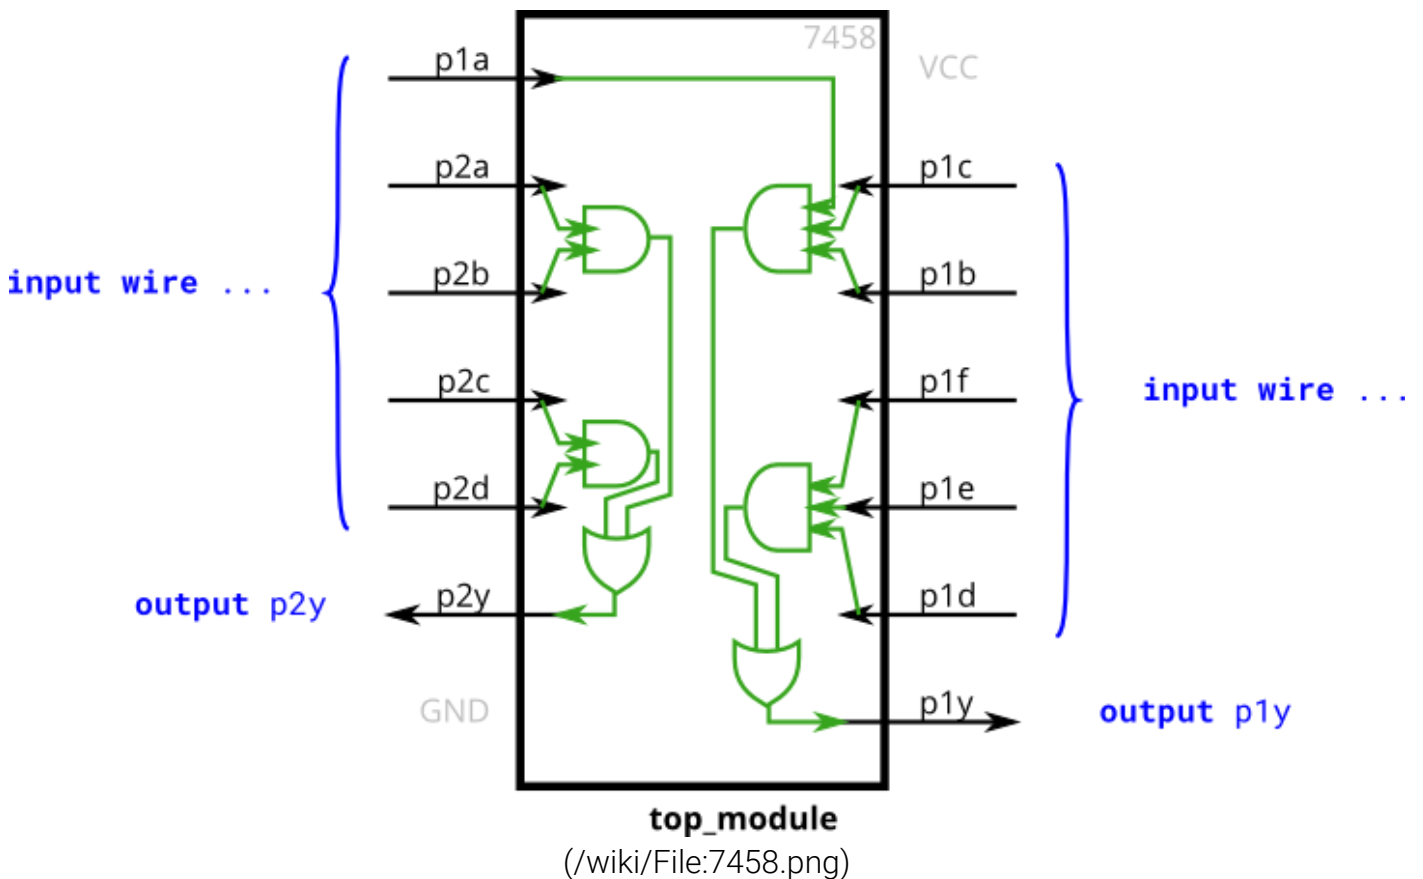 7458
p1a
VCC
p2a
p1c
input wire ...
p2b
p1b
p2c
p1f
input wire ...
p2d
p1e
output p2y
p2y
p1d
GND
p1y
output p1y
top_module
(/wiki/File:7458.png)